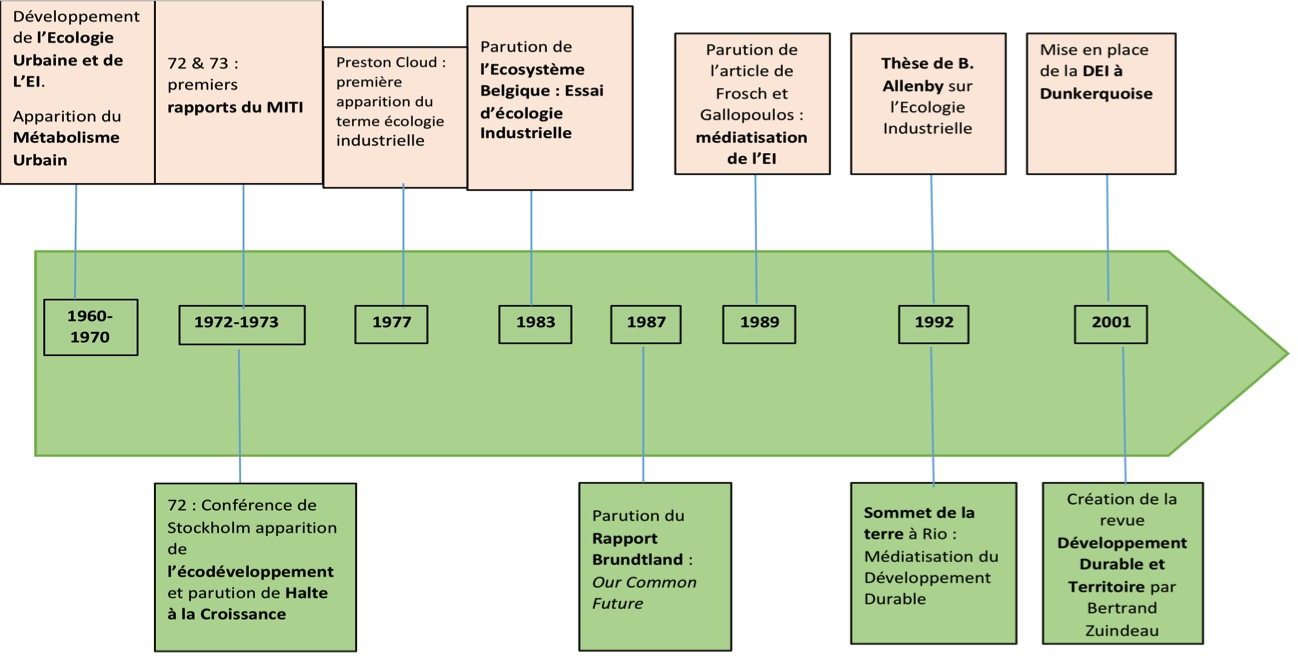 Développement
de l’Ecologie
Urbaine et de
L’EI.
Apparition du
Métabolisme
Urbain
72 & 73 :
premiers
rapports du MITI
Preston Cloud :
première
apparition du
terme écologie
industrielle
Parution de
l’Ecosystème
Belgique : Essai
d’écologie
Industrielle
Parution de
l’article de
Frosch et
Gallopoulos :
médiatisation
de l’EI
Thèse de B.
Allenby sur
l’Ecologie
Industrielle
Mise en place
de la DEI à
Dunkerquoise
1960-
1970
1972-1973
1977
1983
1987
1989
1992
2001
72 : Conférence de
Stockholm apparition
de
l’écodéveloppement
et parution de Halte
à la Croissance
Parution du
Rapport
Brundtland :
Our Common
Future
Sommet de la
terre à Rio :
Médiatisation du
Développement
Durable
Création de la
revue
Développement
Durable et
Territoire par
Bertrand
Zuindeau